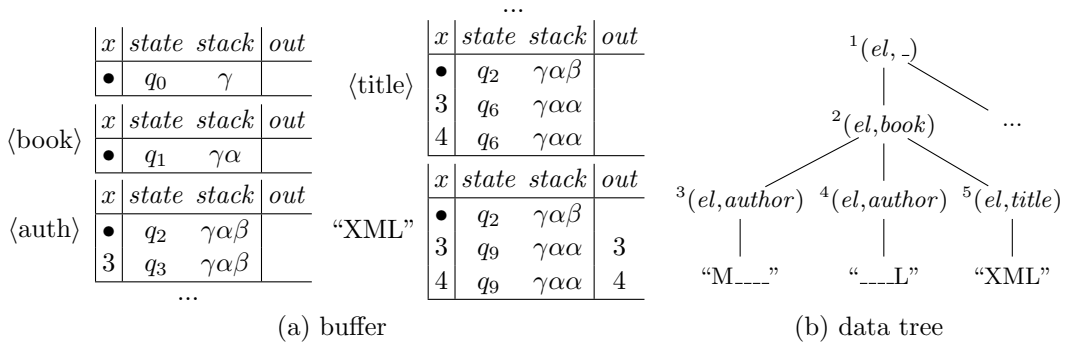 x state stack out
• q₀ γ
⟨book⟩
x state stack out
• q₁ γα
⟨auth⟩
x state stack out
• q₂ γαβ
3 q₃ γαβ
...
...
⟨title⟩
x state stack out
• q₂ γαβ
3 q₆ γαα
4 q₆ γαα
“XML”
x state stack out
• q₂ γαβ
3 q₉ γαα 3
4 q₉ γαα 4
(a) buffer
¹(el, _)
²(el,book) ...
³(el,author) ⁴(el,author) ⁵(el,title)
“M____” “____L” “XML”
(b) data tree